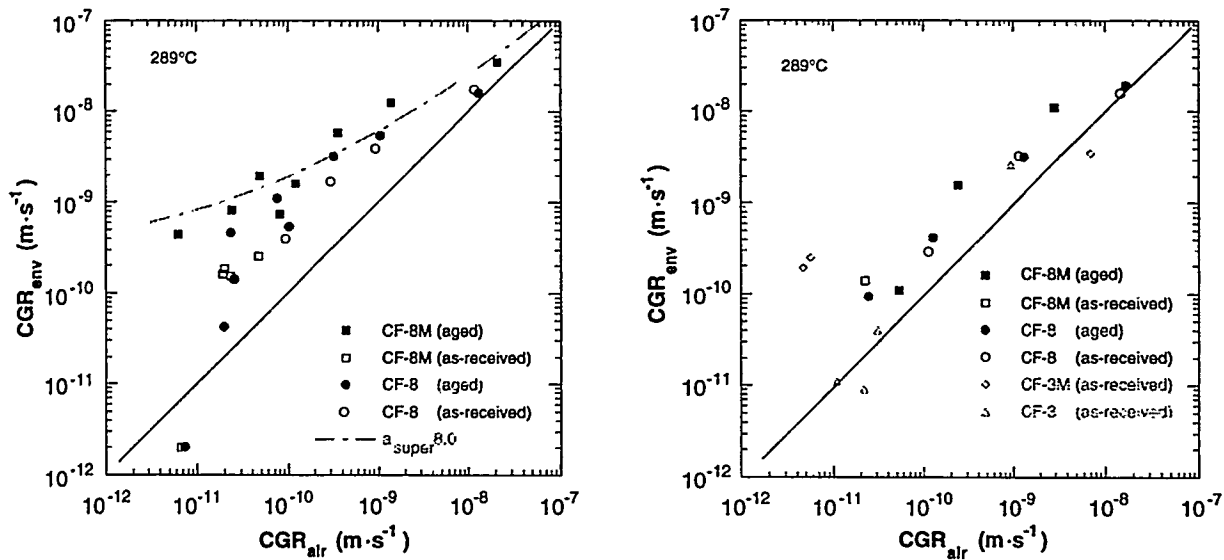 10⁻⁷
10⁻⁸
10⁻⁹
10⁻¹⁰
10⁻¹¹
10⁻¹²
CGR_env (m·s⁻¹)
289°C
CF-8M (aged)
CF-8M (as-received)
CF-8 (aged)
CF-8 (as-received)
a_super 8.0
10⁻¹² 10⁻¹¹ 10⁻¹⁰ 10⁻⁹ 10⁻⁸ 10⁻⁷
CGR_air (m·s⁻¹)
10⁻⁷
10⁻⁸
10⁻⁹
10⁻¹⁰
10⁻¹¹
10⁻¹²
CGR_env (m·s⁻¹)
289°C
CF-8M (aged)
CF-8M (as-received)
CF-8 (aged)
CF-8 (as-received)
CF-3M (as-received)
CF-3 (as-received)
10⁻¹² 10⁻¹¹ 10⁻¹⁰ 10⁻⁹ 10⁻⁸ 10⁻⁷
CGR_air (m·s⁻¹)